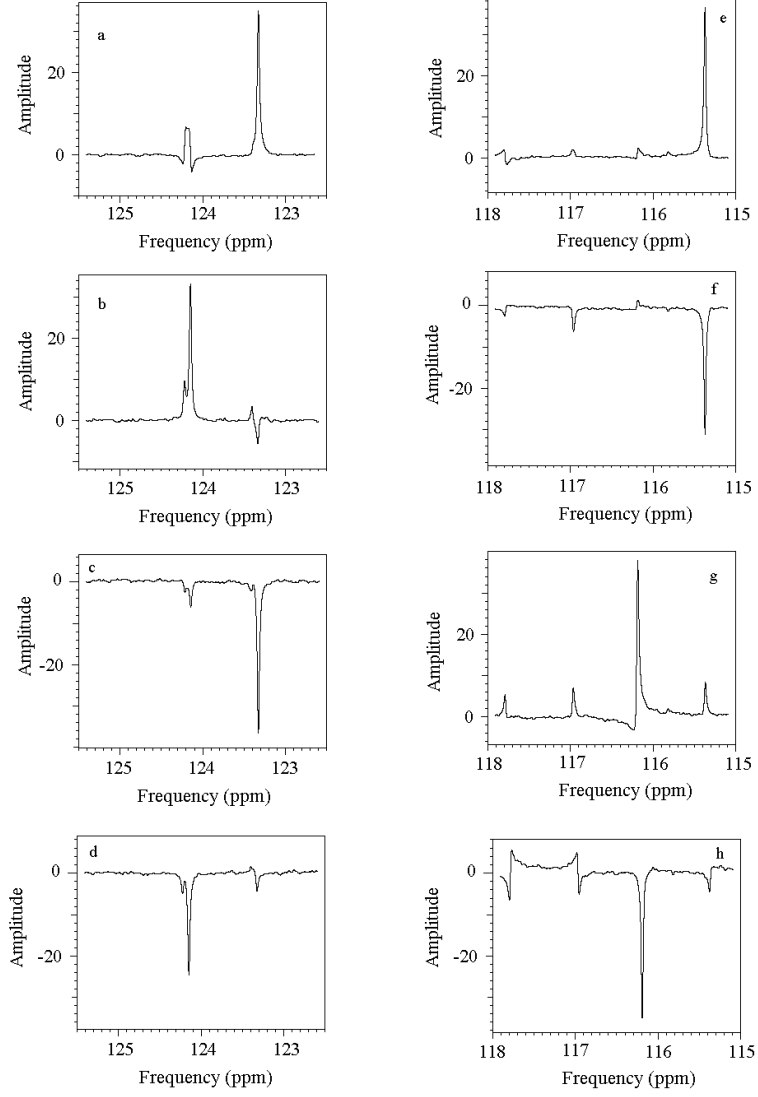 a
Amplitude
20
0
125 124 123
Frequency (ppm)
e
Amplitude
20
0
118 117 116 115
Frequency (ppm)
b
Amplitude
20
0
125 124 123
Frequency (ppm)
f
Amplitude
0
-20
118 117 116 115
Frequency (ppm)
c
Amplitude
0
-20
125 124 123
Frequency (ppm)
g
Amplitude
20
0
118 117 116 115
Frequency (ppm)
d
Amplitude
0
-20
125 124 123
Frequency (ppm)
h
Amplitude
0
-20
118 117 116 115
Frequency (ppm)